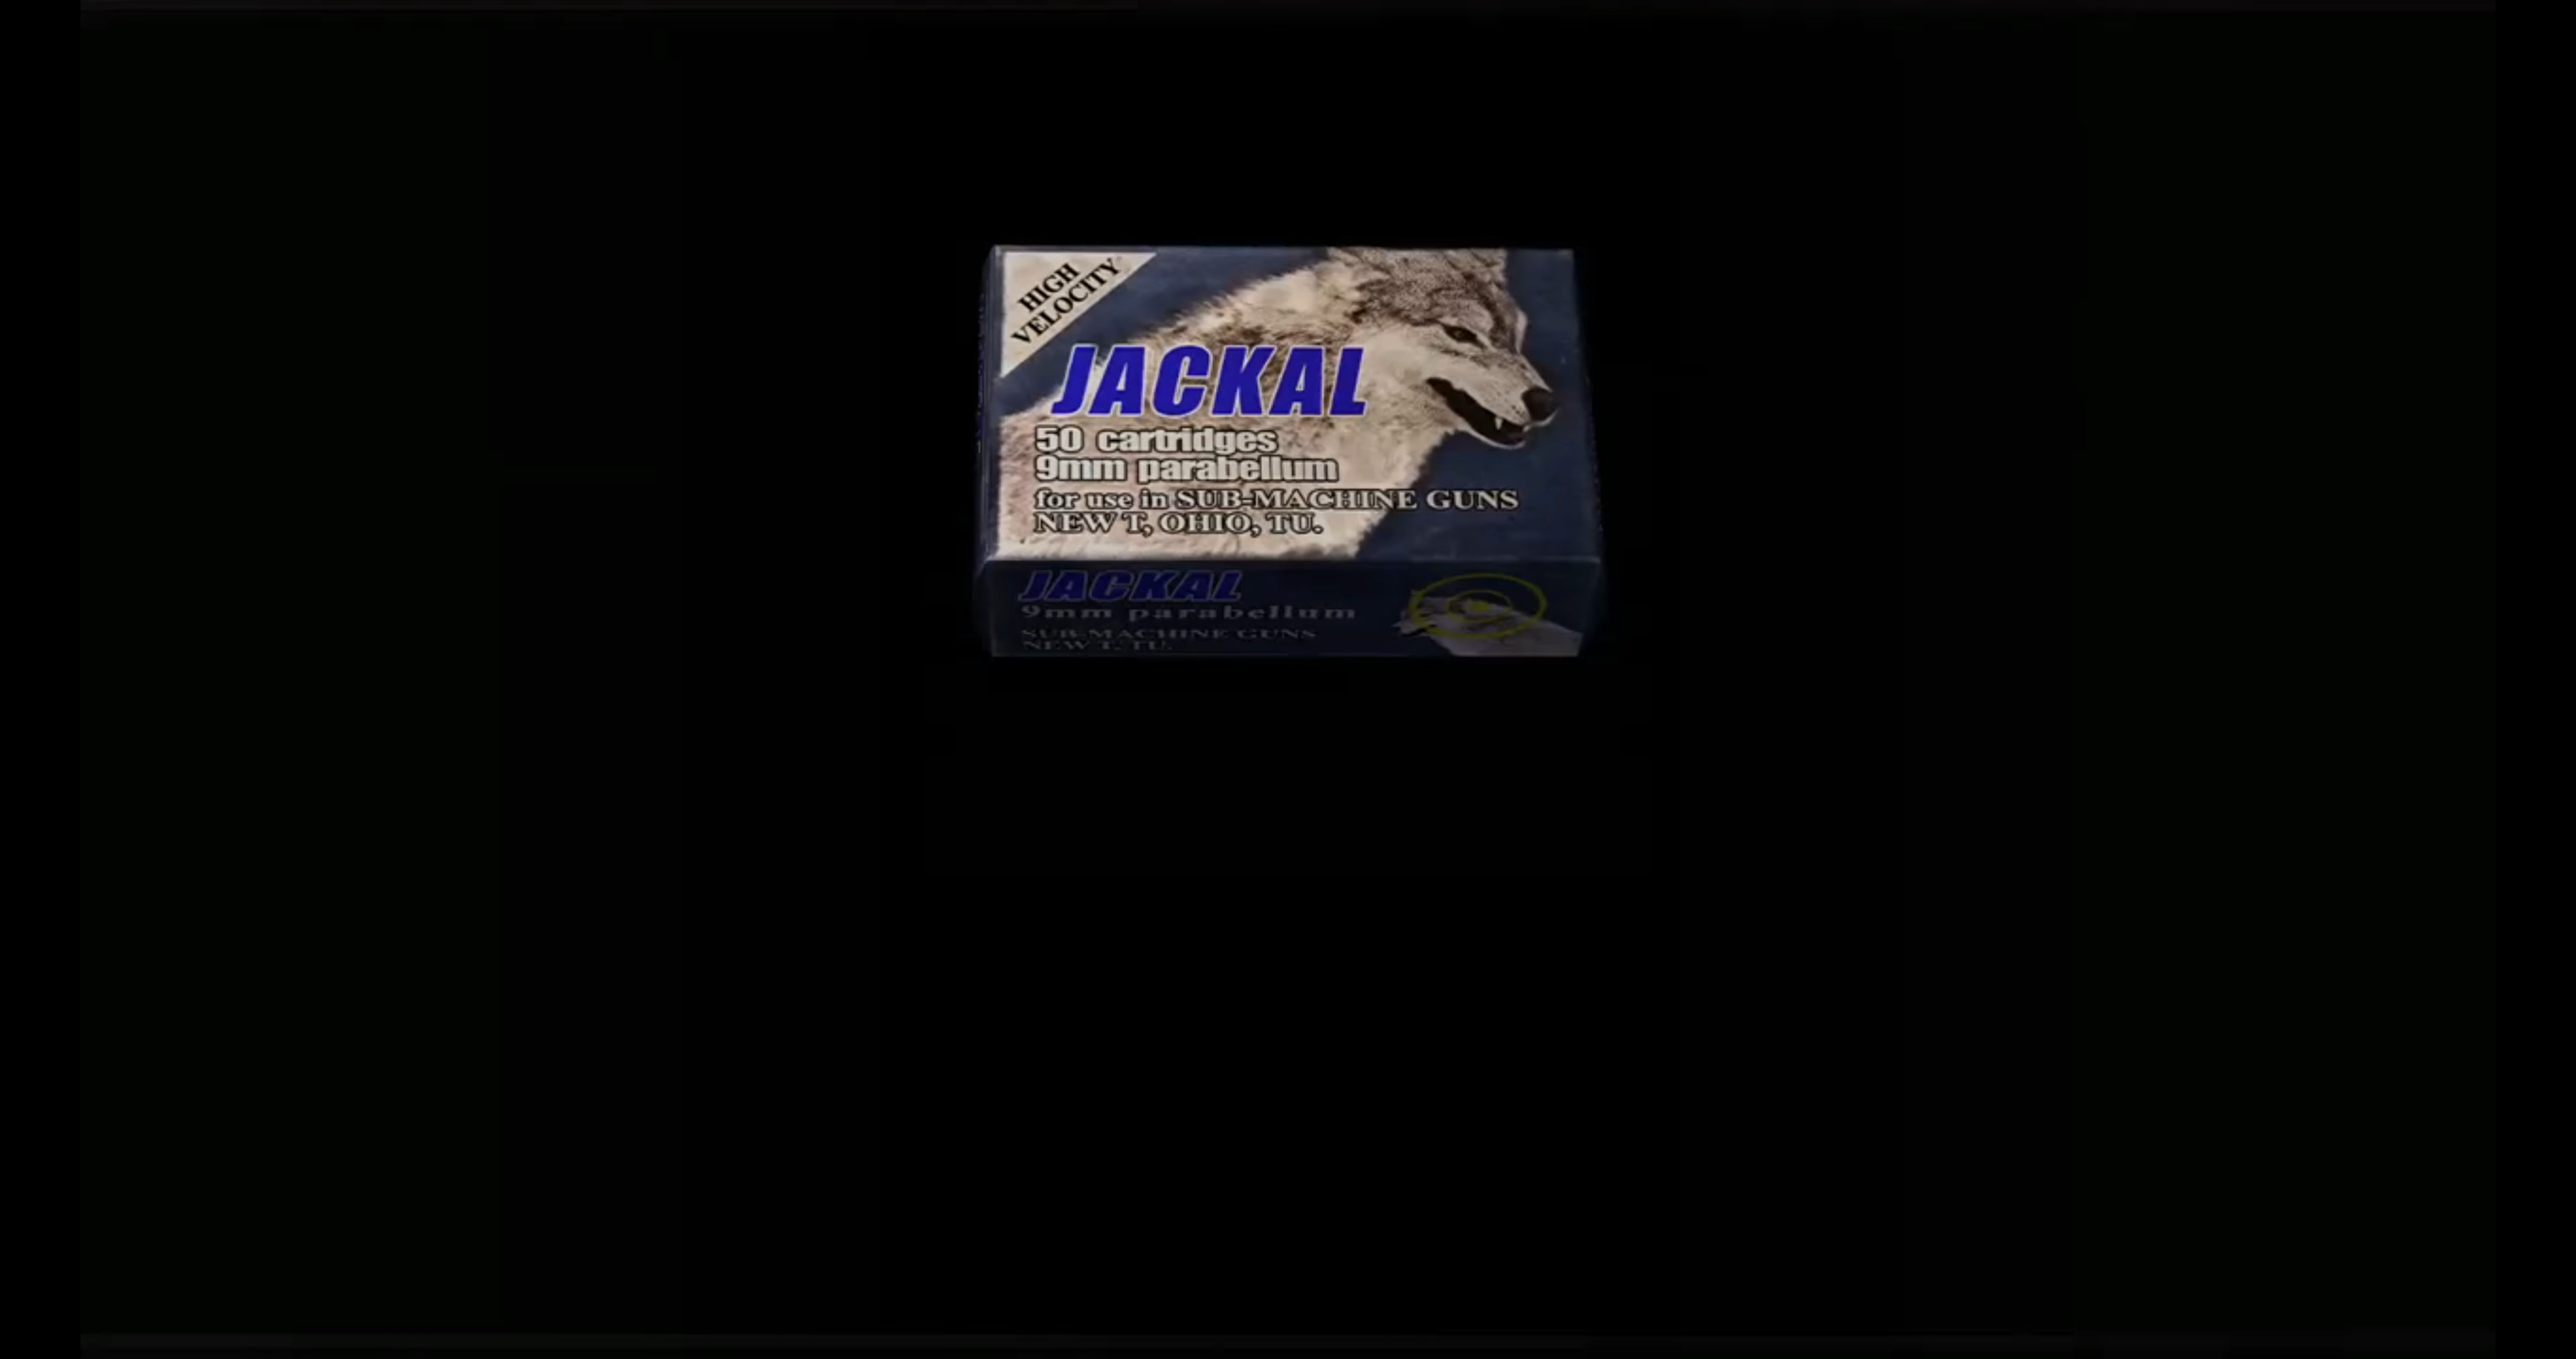 HIGH
VELOCITY
JACKAL
50 cartridges
9mm parabellum
for use in SUB-MACHINE GUNS
NEW T, OHIO, TU.
JACKAL
9mm parabellum
SUB-MACHINE GUNS
NEW T, TU.